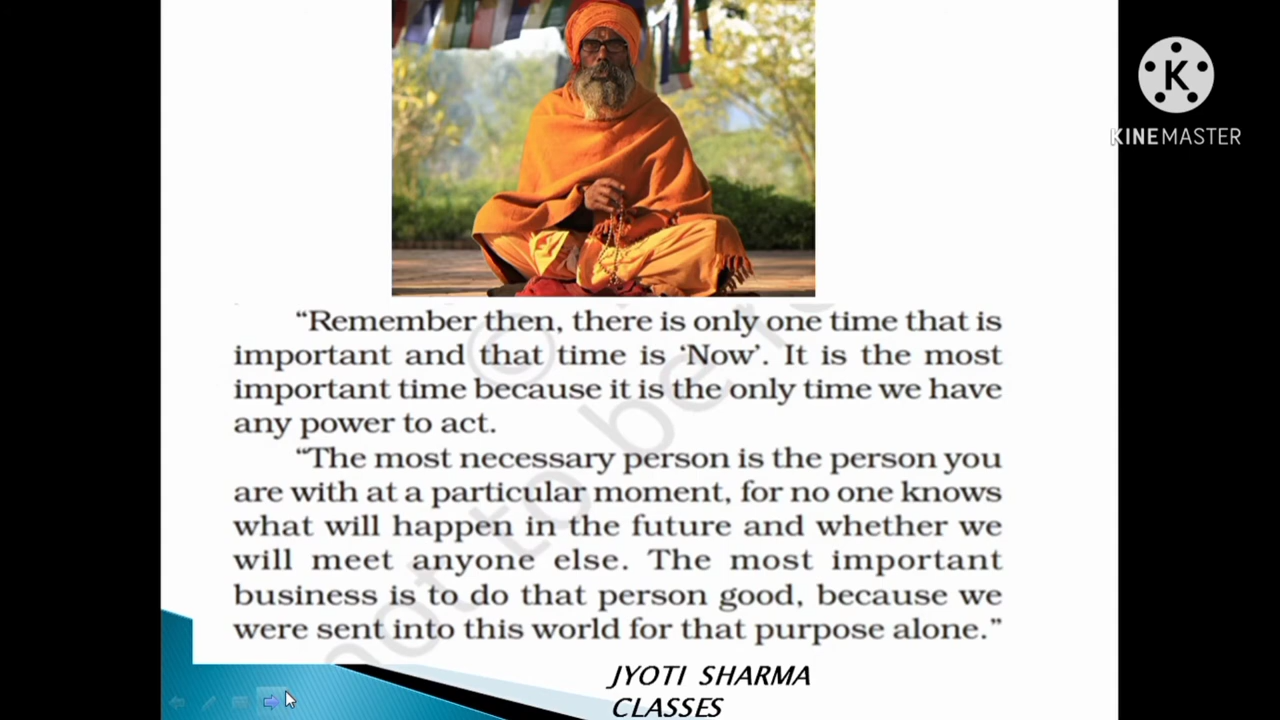 K
KINEMASTER
“Remember then, there is only one time that is
important and that time is ‘Now’. It is the most
important time because it is the only time we have
any power to act.
“The most necessary person is the person you
are with at a particular moment, for no one knows
what will happen in the future and whether we
will meet anyone else. The most important
business is to do that person good, because we
were sent into this world for that purpose alone.”
not to be re
JYOTI SHARMA
CLASSES